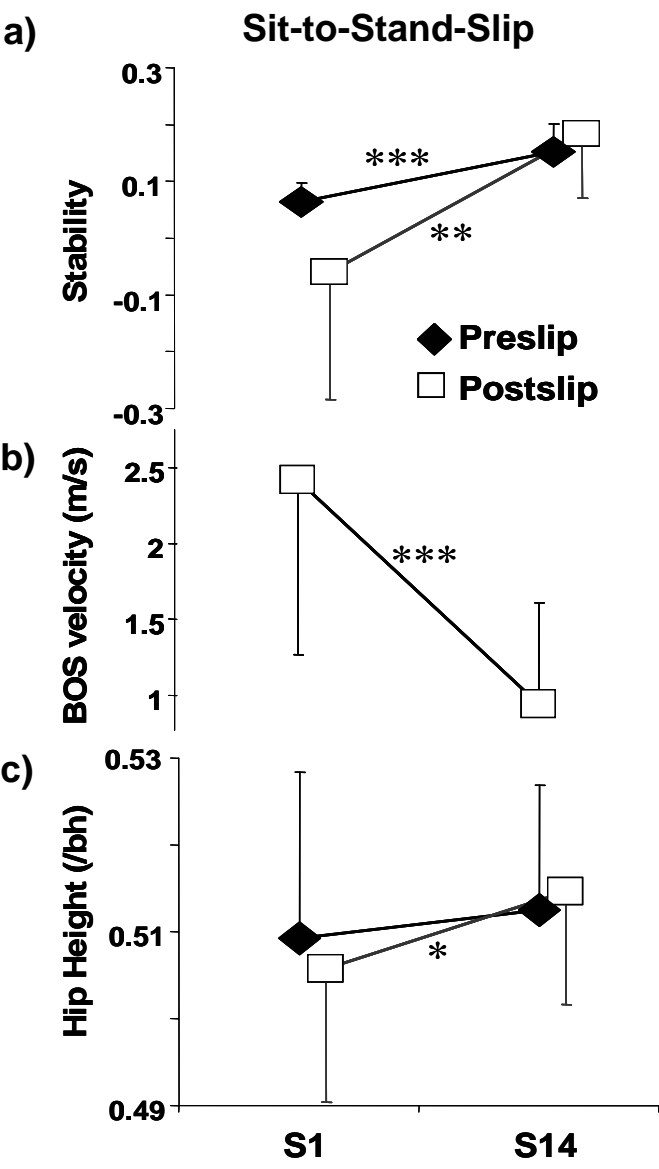 a)
Sit-to-Stand-Slip
0.3
0.1
-0.1
-0.3
Stability
***
**
Preslip
Postslip
b)
2.5
2
1.5
1
BOS velocity (m/s)
***
c)
0.53
0.51
0.49
Hip Height (/bh)
*
S1 S14